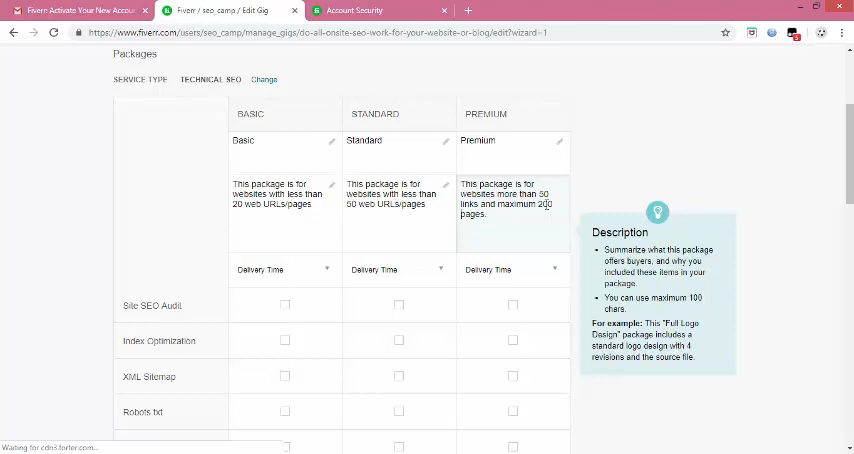 Fiverr Activate Your New Accou
Fiverr / seo_camp / Edit Gig
Account Security
https://www.fiverr.com/users/seo_camp/manage_gigs/do-all-onsite-seo-work-for-your-website-or-blog/edit?wizard=1
Packages
SERVICE TYPE TECHNICAL SEO Change
BASIC STANDARD PREMIUM
Basic Standard Premium
This package is for
websites with less than
20 web URLs/pages
This package is for
websites with less than
50 web URLs/pages
This package is for
websites more than 50
links and maximum 200
pages.
Delivery Time Delivery Time Delivery Time
Site SEO Audit
Index Optimization
XML Sitemap
Robots.txt
Description
• Summarize what this package
offers buyers, and why you
included these items in your
package.
• You can use maximum 100
chars.
For example: This "Full Logo
Design" package includes a
standard logo design with 4
revisions and the source file.
Waiting for cdn3.forter.com...